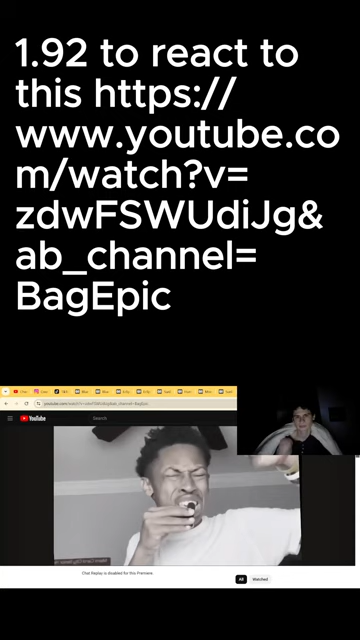 1.92 to react to
this https://
www.youtube.co
m/watch?v=
zdwFSWUdiJg&
ab_channel=
BagEpic
YouTube
Search
Chat Replay is disabled for this Premiere.
All
Watched